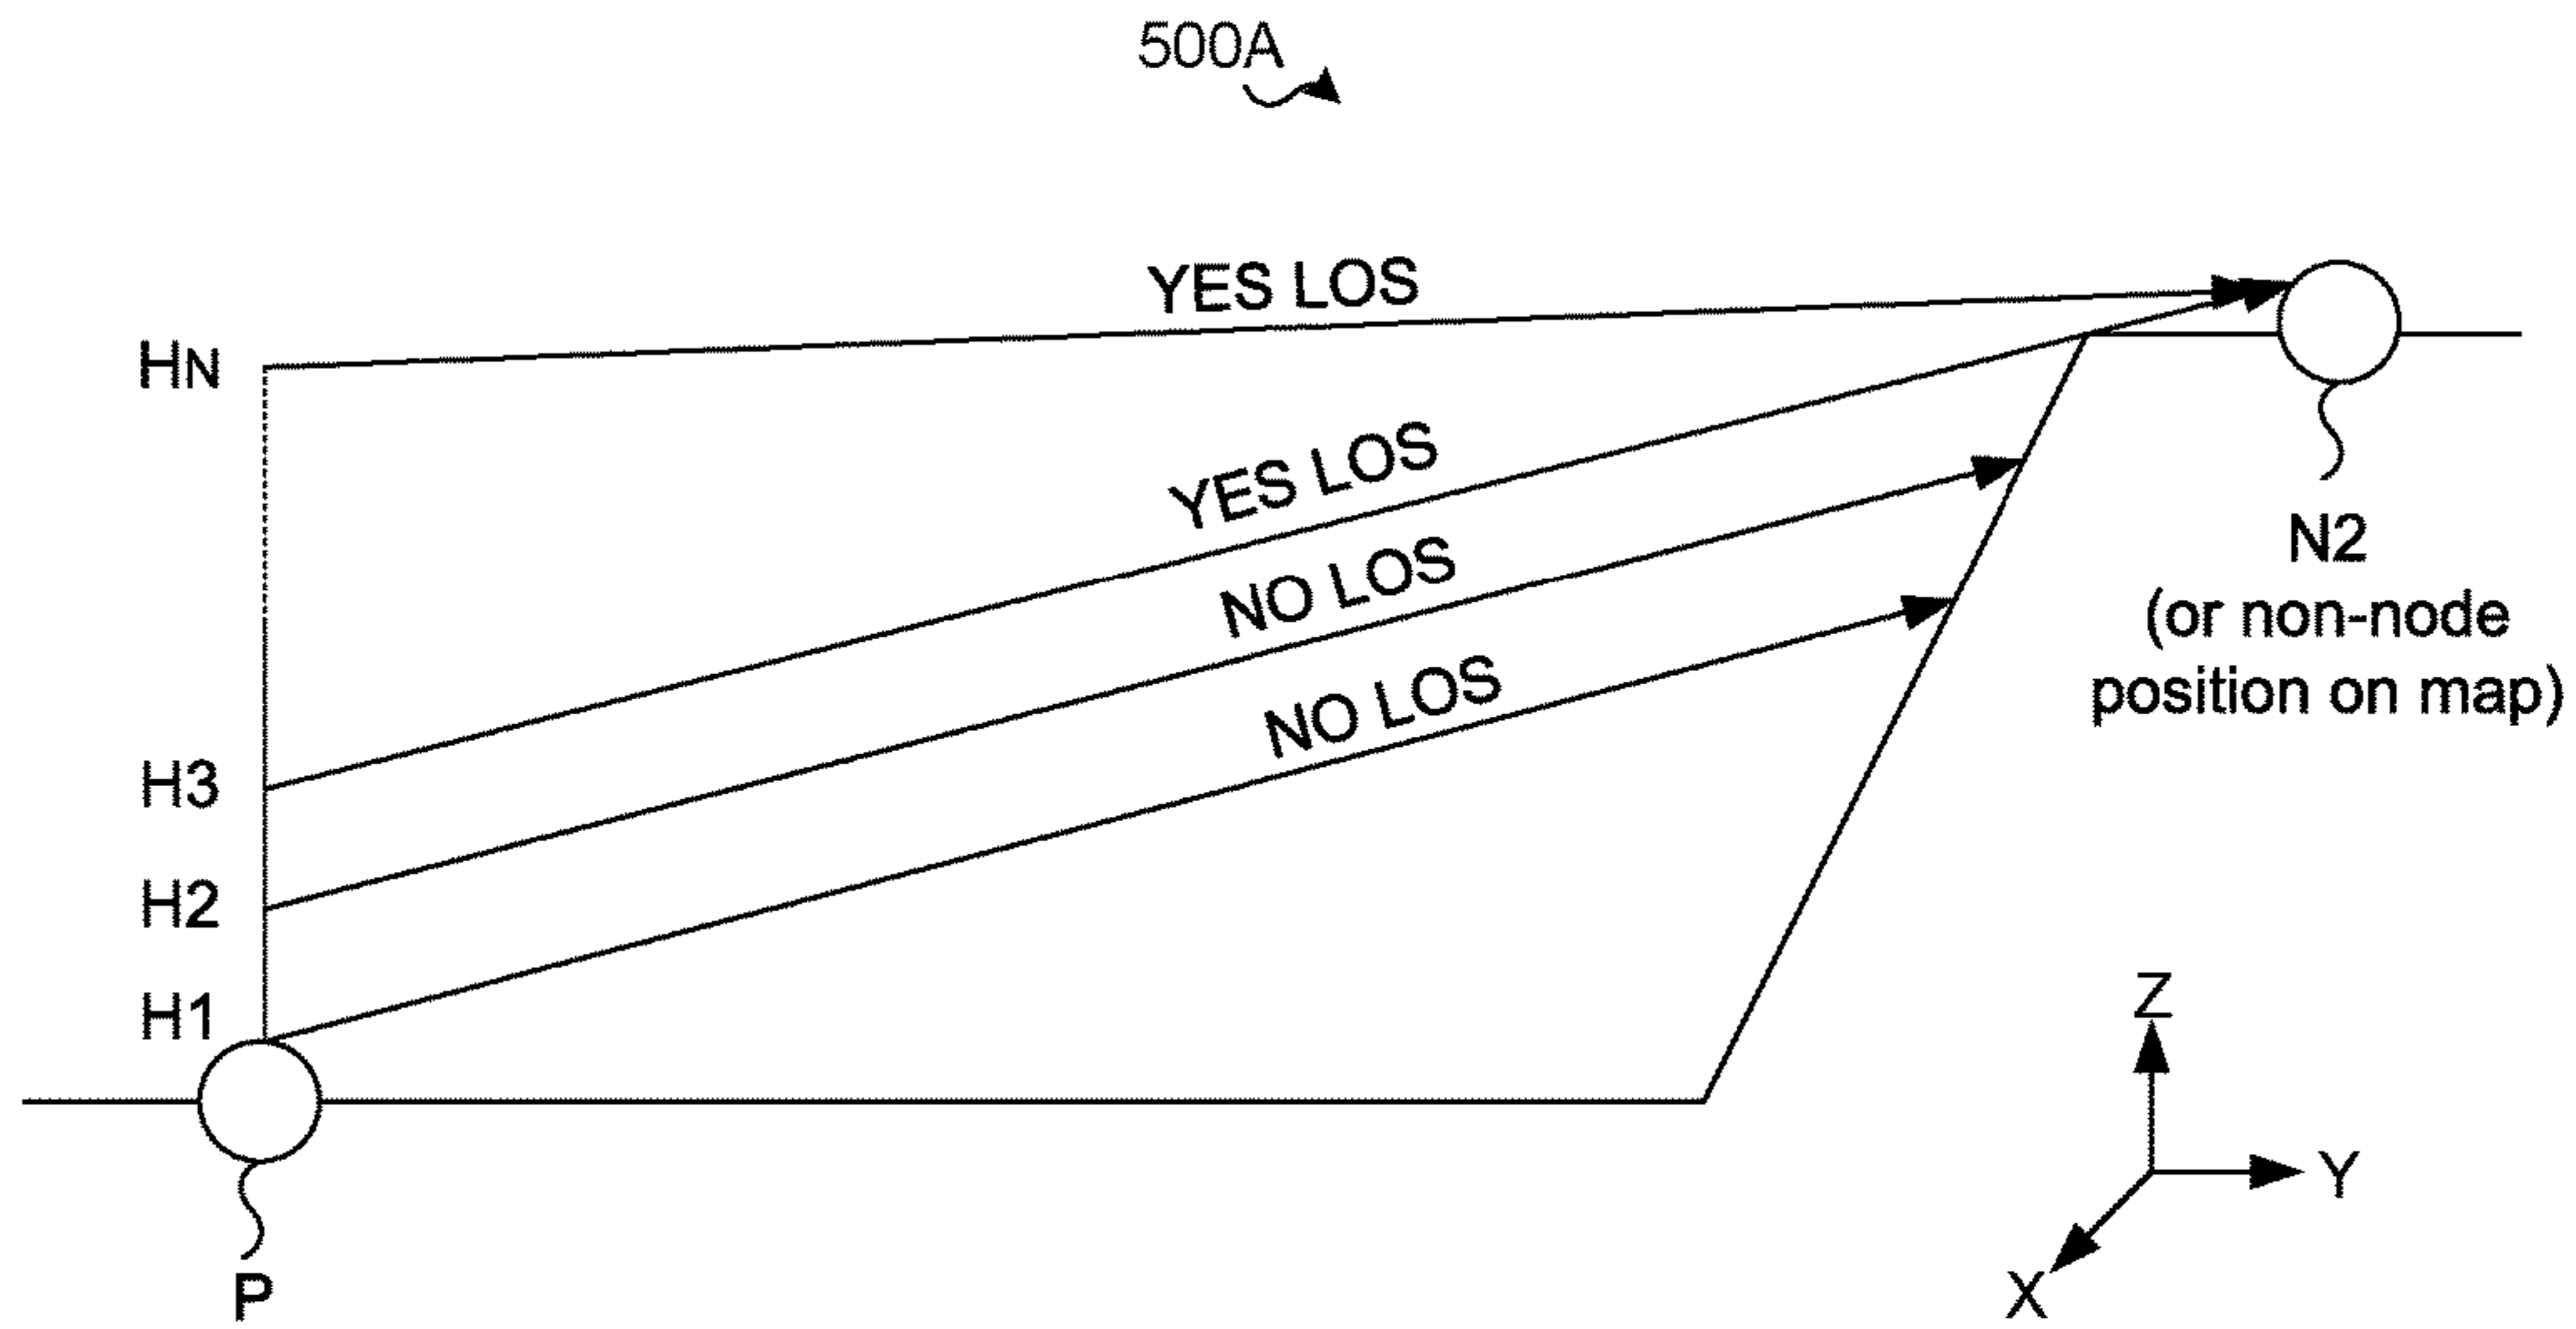 500A
YES LOS
HN
YES LOS
NO LOS
N2
(or non-node
position on map)
NO LOS
H3
H2
H1
Z
Y
X
P